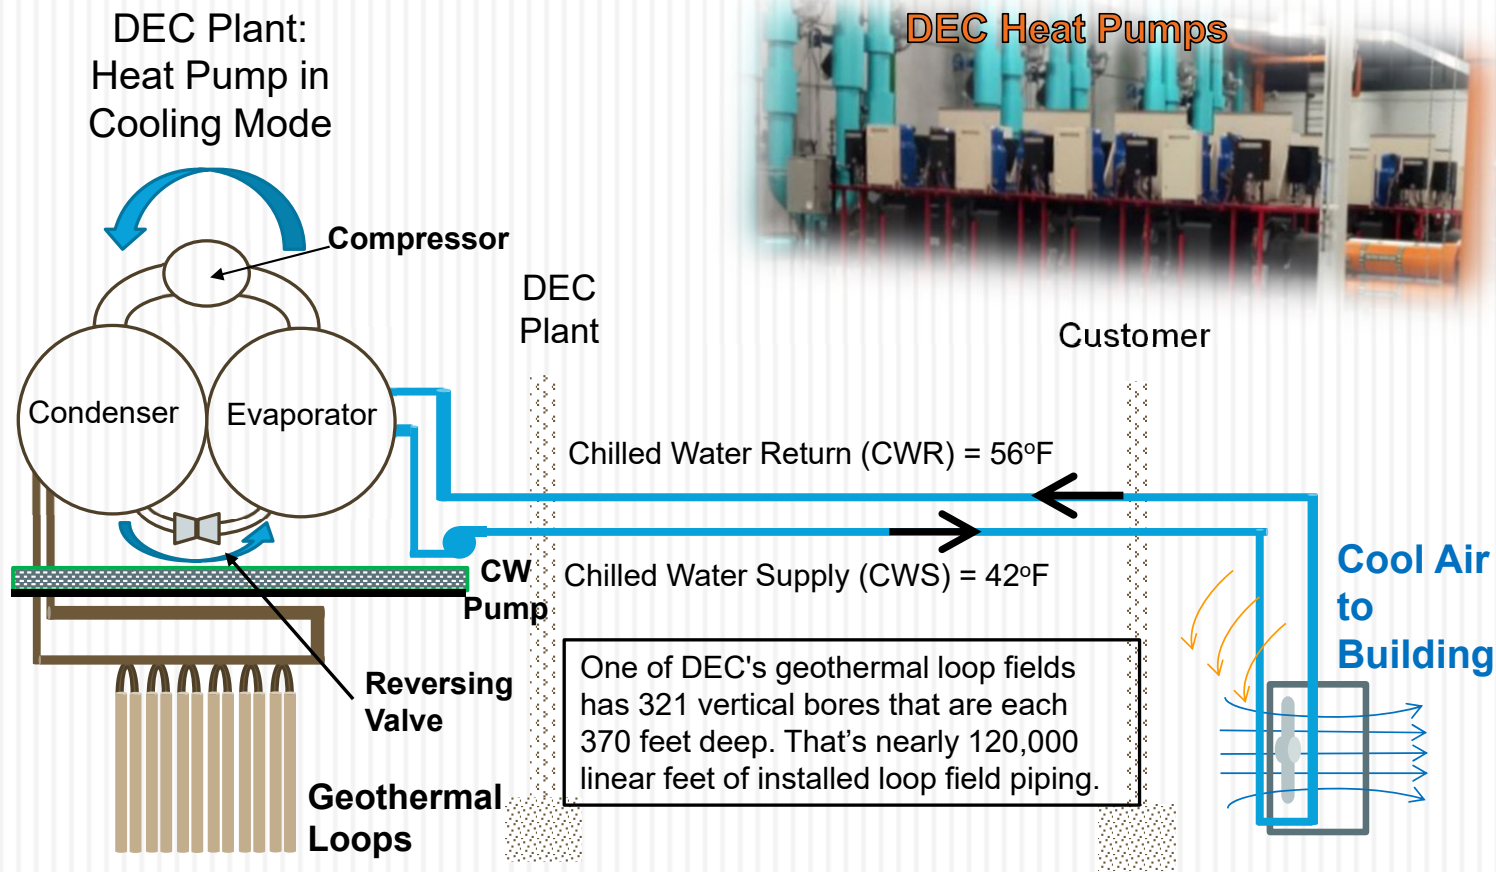 DEC Plant:
Heat Pump in
Cooling Mode
DEC Heat Pumps
Compressor
DEC
Plant
Customer
Condenser
Evaporator
Chilled Water Return (CWR) = 56°F
CW
Pump
Chilled Water Supply (CWS) = 42°F
Cool Air
to
Building
One of DEC's geothermal loop fields
has 321 vertical bores that are each
370 feet deep. That’s nearly 120,000
linear feet of installed loop field piping.
Reversing
Valve
Geothermal
Loops